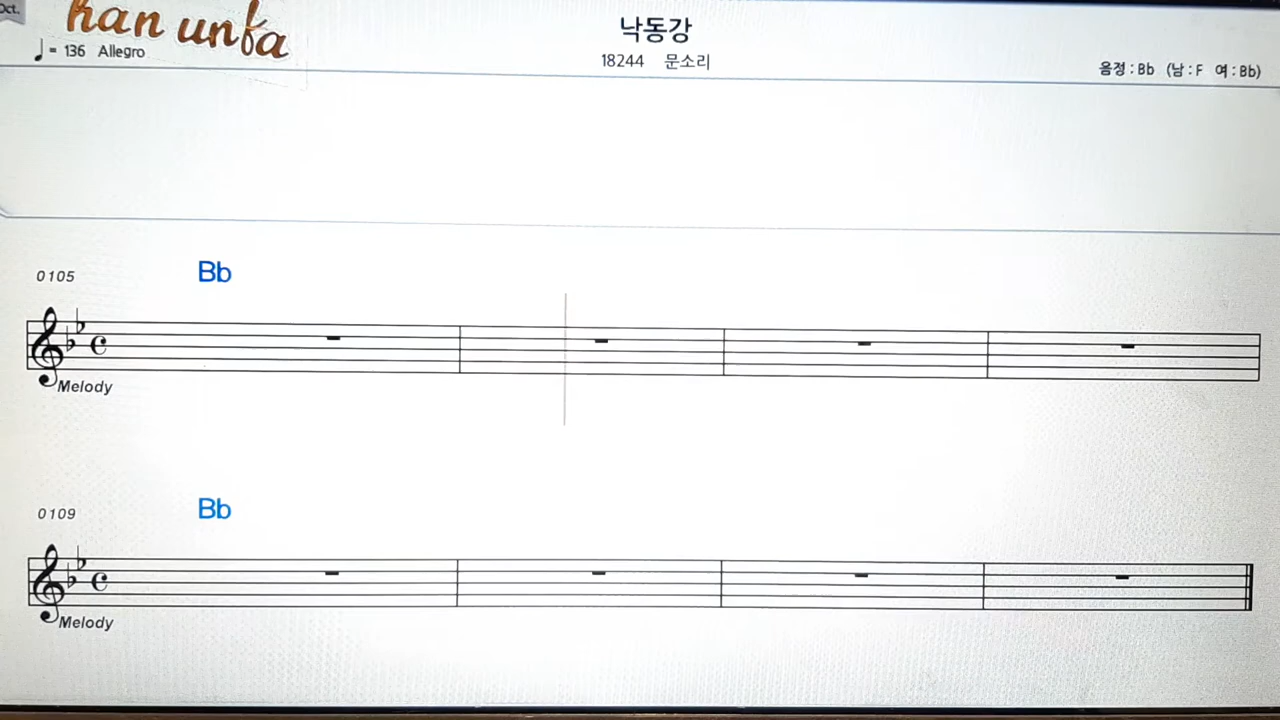 Oct.
han unfa
♩ = 136 Allegro
낙동강
18244 문소리
음정 : Bb (남 : F 여 : Bb)
0105 Bb
Melody
0109 Bb
Melody